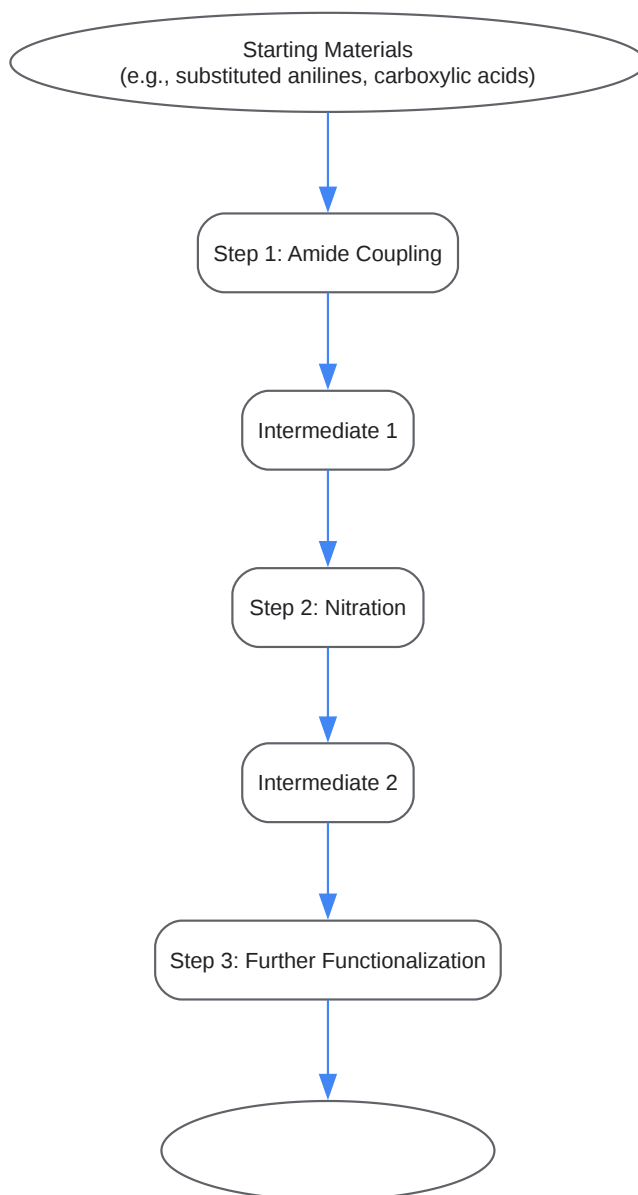 Starting Materials
(e.g., substituted anilines, carboxylic acids)
Step 1: Amide Coupling
Intermediate 1
Step 2: Nitration
Intermediate 2
Step 3: Further Functionalization